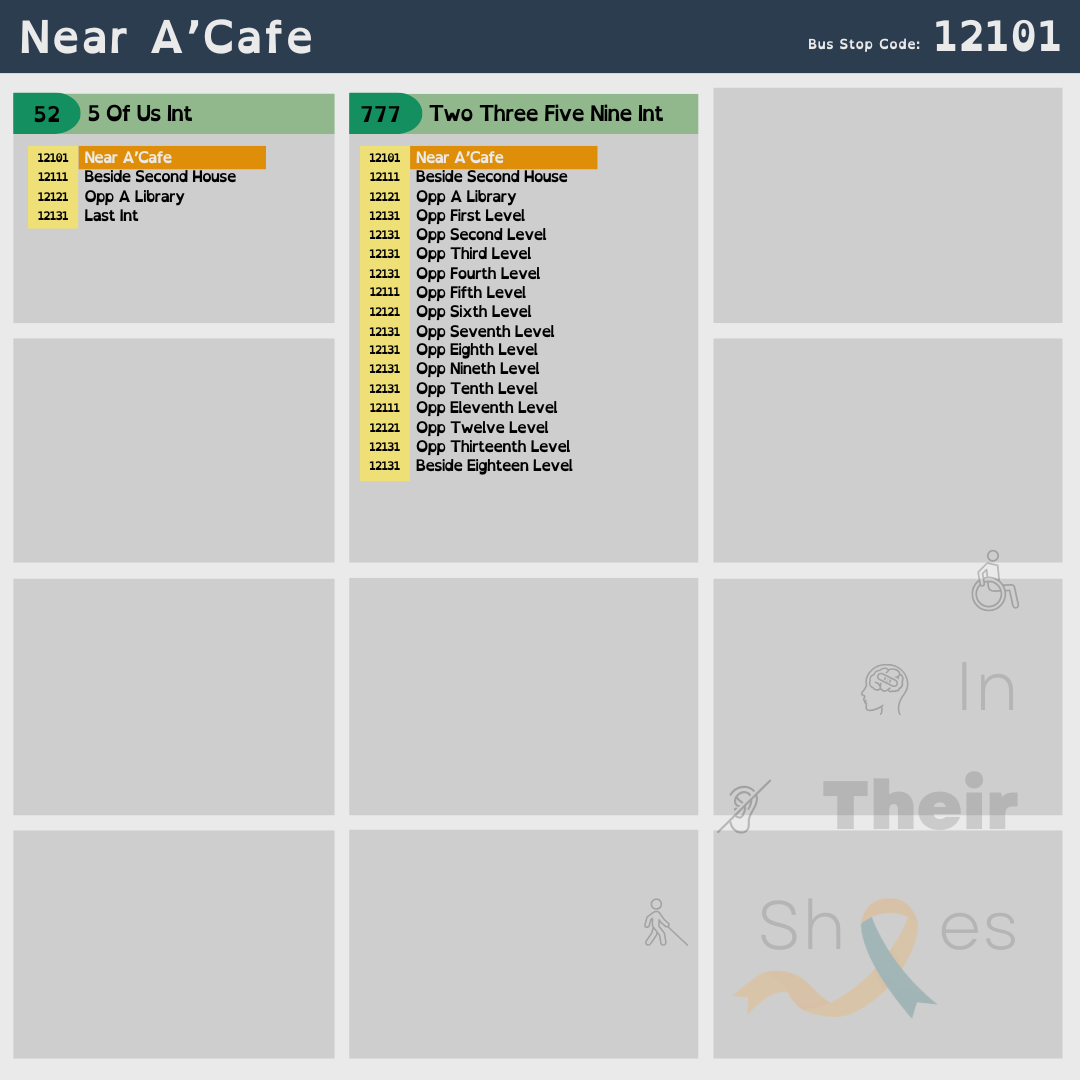 Near A’Cafe
Bus Stop Code: 12101
52 5 Of Us Int
12101 Near A’Cafe
12111 Beside Second House
12121 Opp A Library
12131 Last Int
777 Two Three Five Nine Int
12101 Near A’Cafe
12111 Beside Second House
12121 Opp A Library
12131 Opp First Level
12131 Opp Second Level
12131 Opp Third Level
12131 Opp Fourth Level
12111 Opp Fifth Level
12121 Opp Sixth Level
12131 Opp Seventh Level
12131 Opp Eighth Level
12131 Opp Nineth Level
12131 Opp Tenth Level
12111 Opp Eleventh Level
12121 Opp Twelve Level
12131 Opp Thirteenth Level
12131 Beside Eighteen Level
In
Their
Sh es